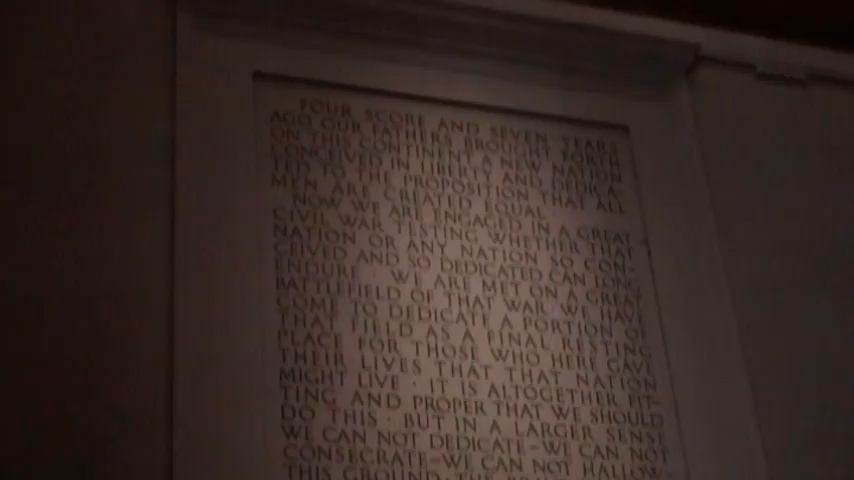 FOUR SCORE AND SEVEN YEARS
AGO OUR FATHERS BROUGHT FORTH
ON THIS CONTINENT A NEW NATION
CONCEIVED IN LIBERTY AND DEDICA-
TED TO THE PROPOSITION THAT ALL
MEN ARE CREATED EQUAL ·
NOW WE ARE ENGAGED IN A GREAT
CIVIL WAR TESTING WHETHER THAT
NATION OR ANY NATION SO CON-
CEIVED AND SO DEDICATED CAN LONG
ENDURE · WE ARE MET ON A GREAT
BATTLEFIELD OF THAT WAR · WE HAVE
COME TO DEDICATE A PORTION OF
THAT FIELD AS A FINAL RESTING
PLACE FOR THOSE WHO HERE GAVE
THEIR LIVES THAT THAT NATION
MIGHT LIVE · IT IS ALTOGETHER FIT-
TING AND PROPER THAT WE SHOULD
DO THIS · BUT IN A LARGER SENSE
WE CAN NOT DEDICATE–WE CAN NOT
CONSECRATE–WE CAN NOT HALLOW–
THIS GROUND · THE